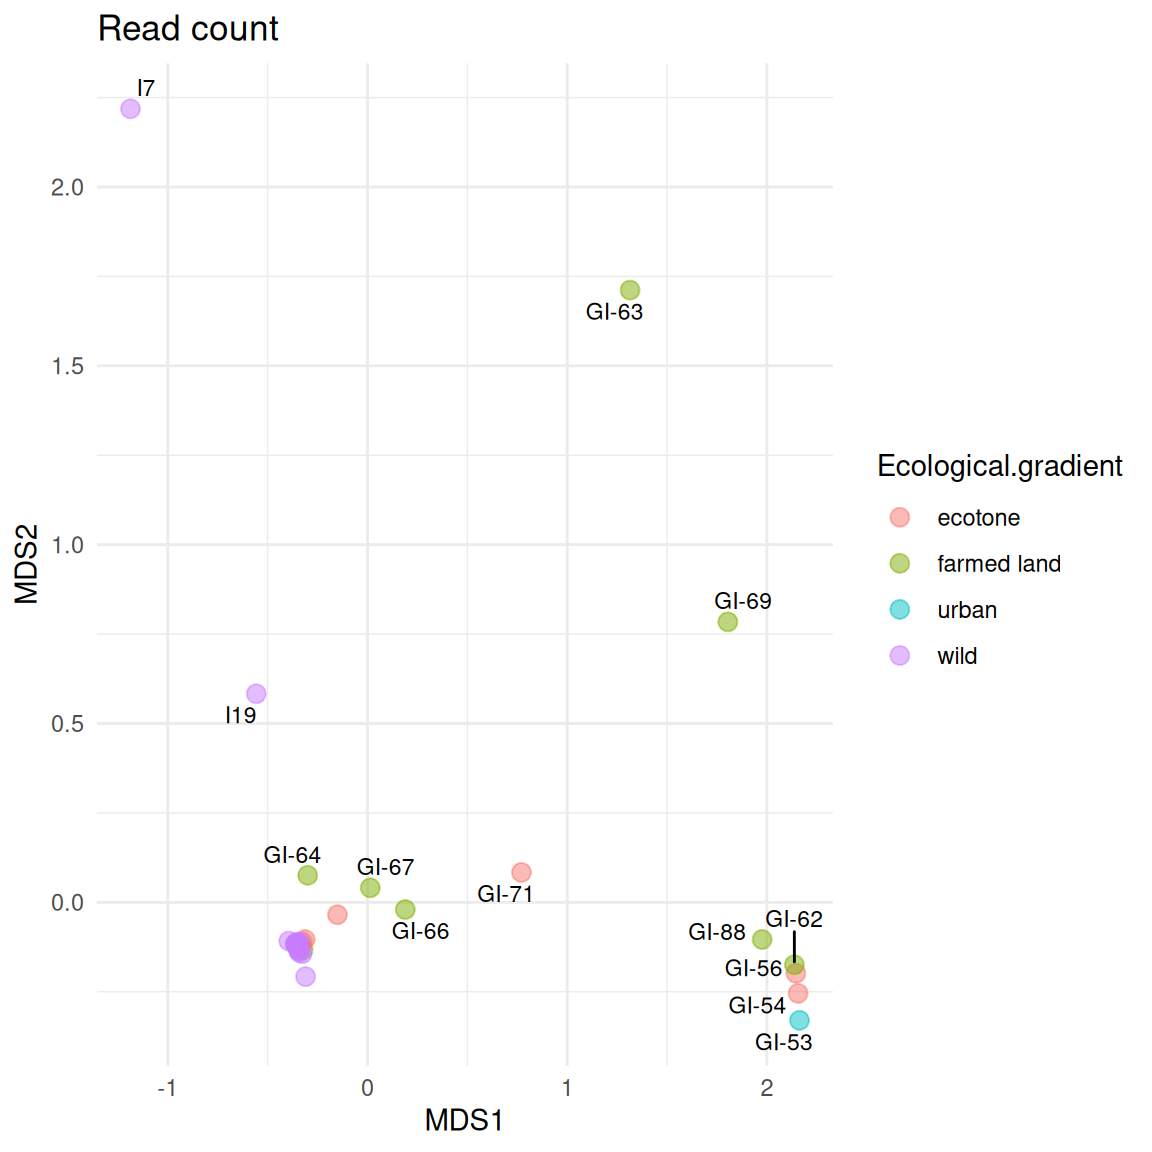 Read count
I7
2.0
GI-63
1.5
Ecological.gradient
ecotone
farmed land
urban
wild
MDS2
1.0
GI-69
I19
0.5
GI-64
GI-67
GI-71
0.0
GI-66
GI-62
GI-88
GI-56
GI-54
GI-53
-1
0
1
2
MDS1